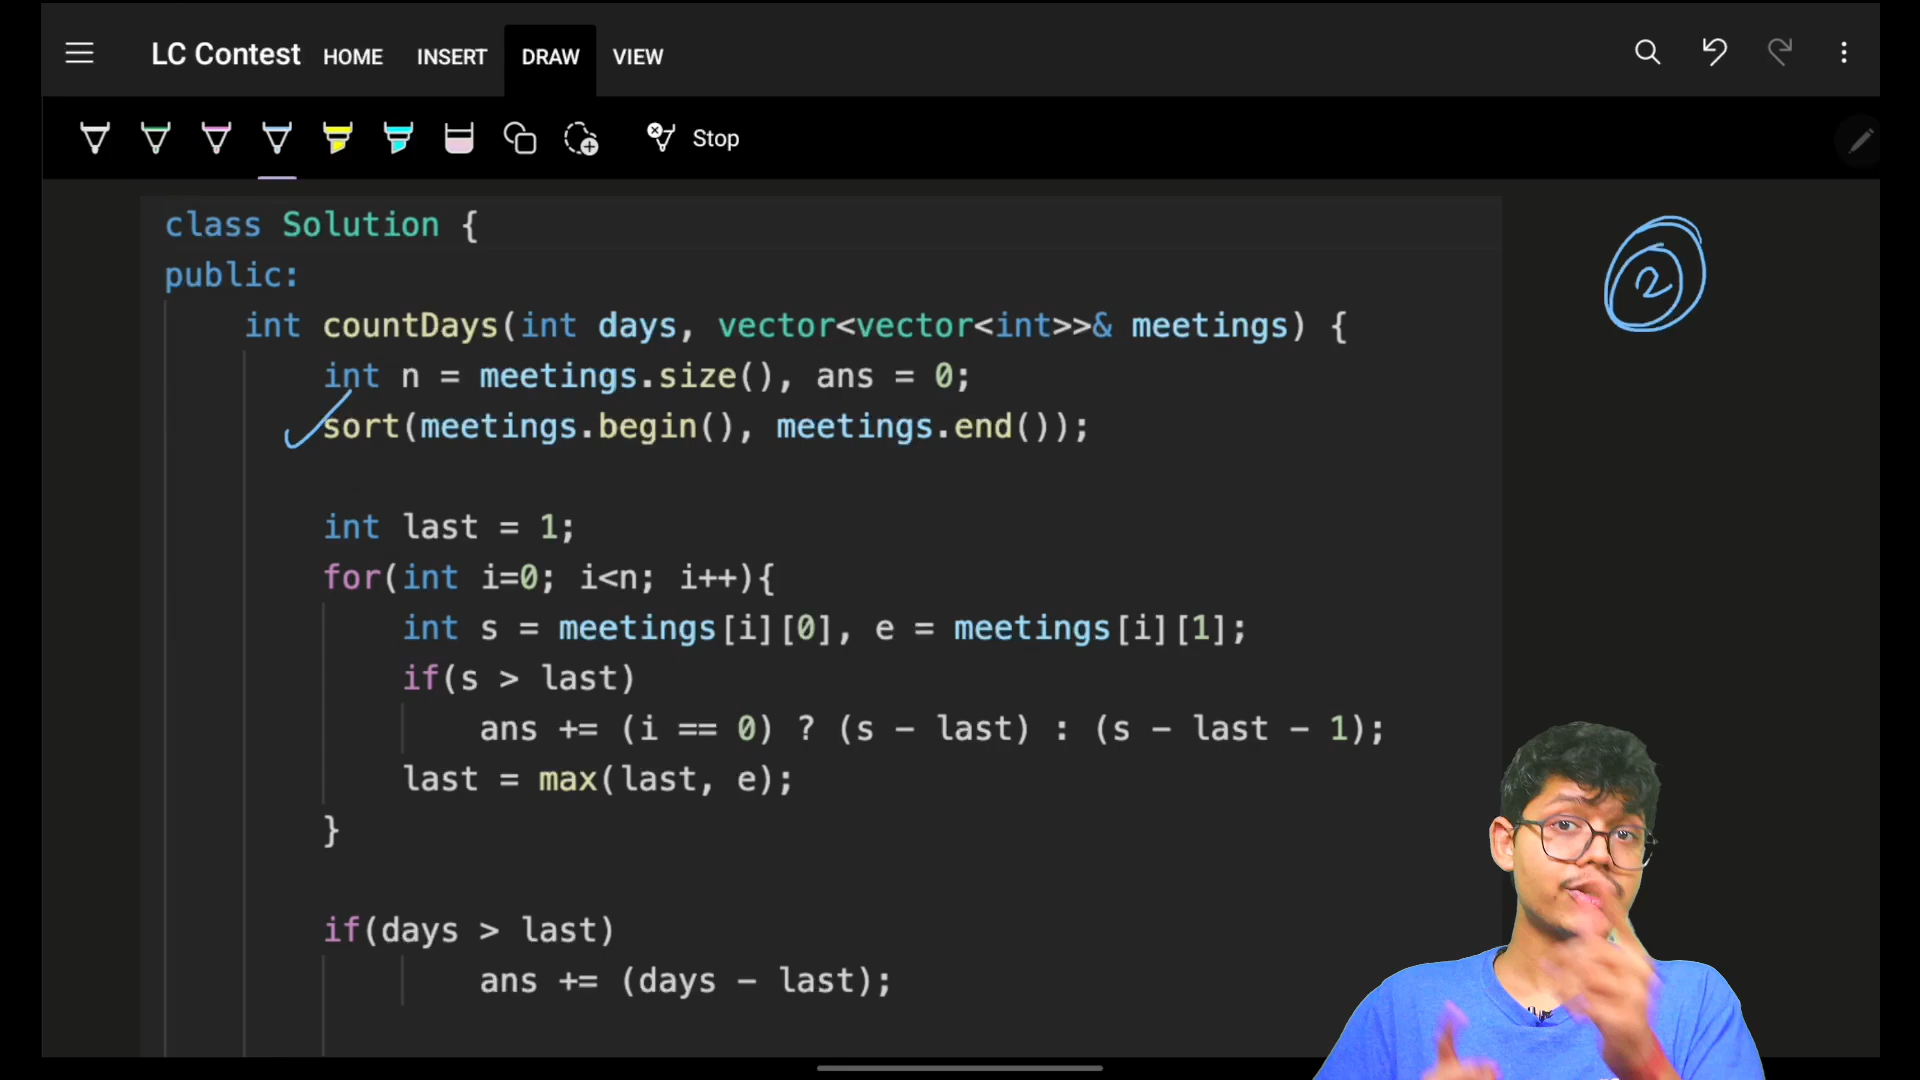 LC Contest HOME INSERT DRAW VIEW
Stop
class Solution {
public:
int countDays(int days, vector<vector<int>>& meetings) {
int n = meetings.size(), ans = 0;
sort(meetings.begin(), meetings.end());
int last = 1;
for(int i=0; i<n; i++){
int s = meetings[i][0], e = meetings[i][1];
if(s > last)
ans += (i == 0) ? (s - last) : (s - last - 1);
last = max(last, e);
}
if(days > last)
ans += (days - last);
2